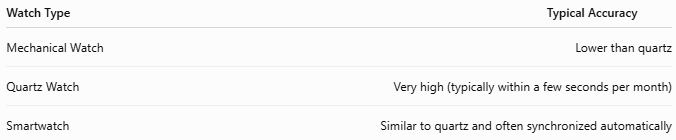 Watch Type Typical Accuracy
Mechanical Watch Lower than quartz
Quartz Watch Very high (typically within a few seconds per month)
Smartwatch Similar to quartz and often synchronized automatically